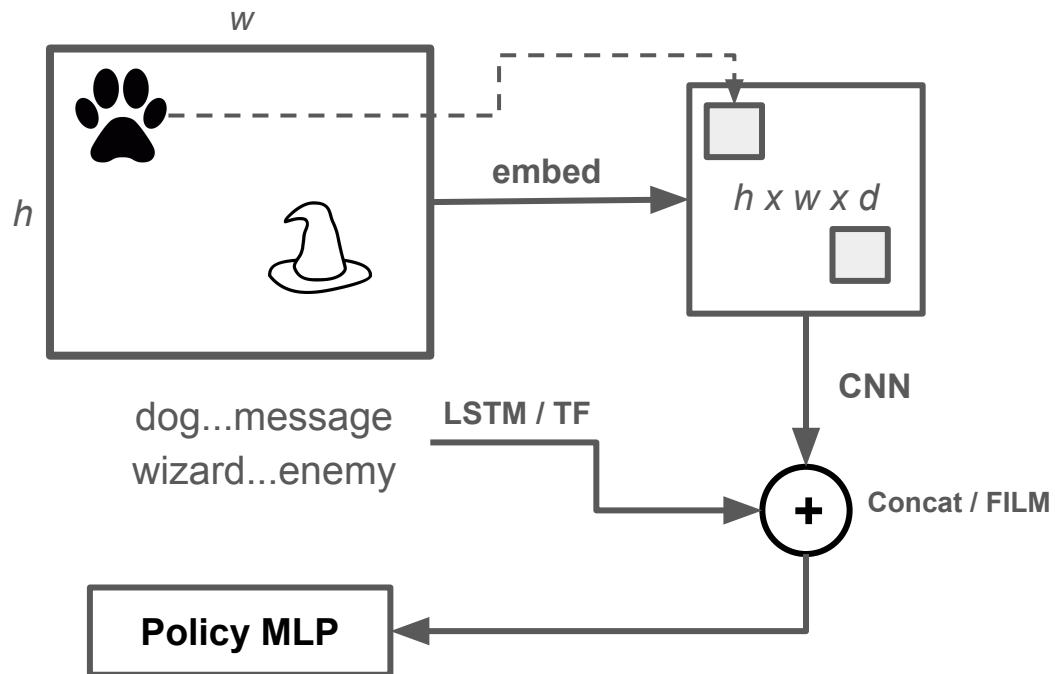 w
h
embed
h x w x d
CNN
dog...message
wizard...enemy
LSTM / TF
+
Concat / FILM
Policy MLP